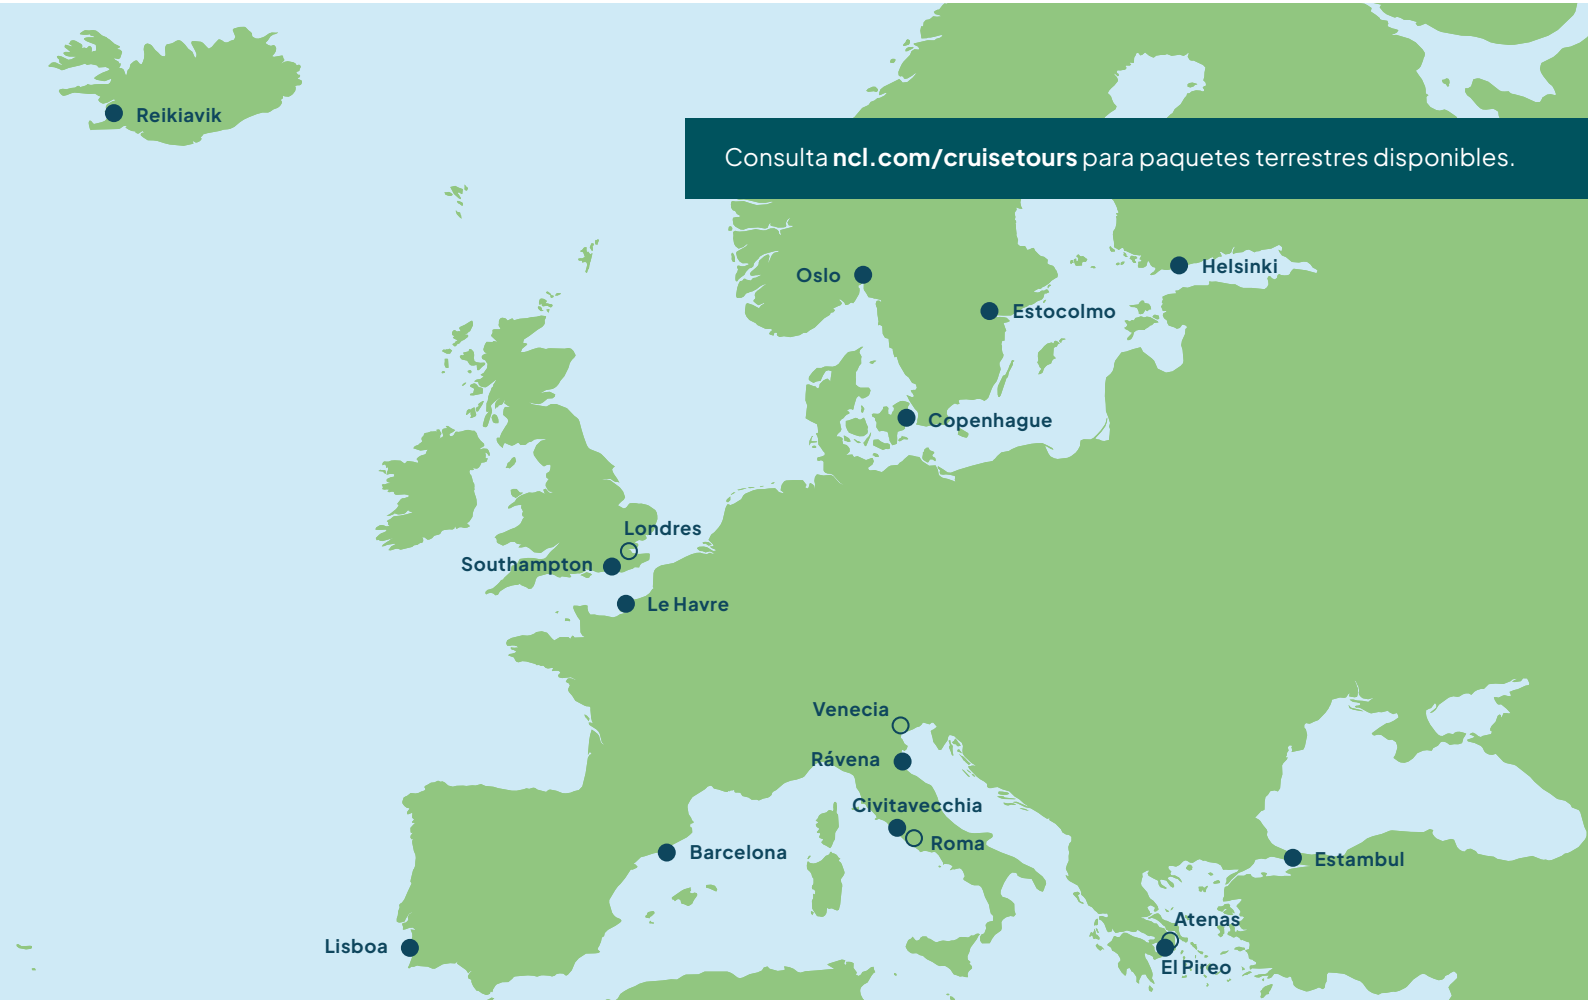 Reikiavik
Consulta ncl.com/cruisetours para paquetes terrestres disponibles.
Oslo
Helsinki
Estocolmo
Copenhague
Londres
Southampton
Le Havre
Venecia
Rávena
Civitavecchia
Roma
Barcelona
Estambul
Atenas
Lisboa
El Pireo